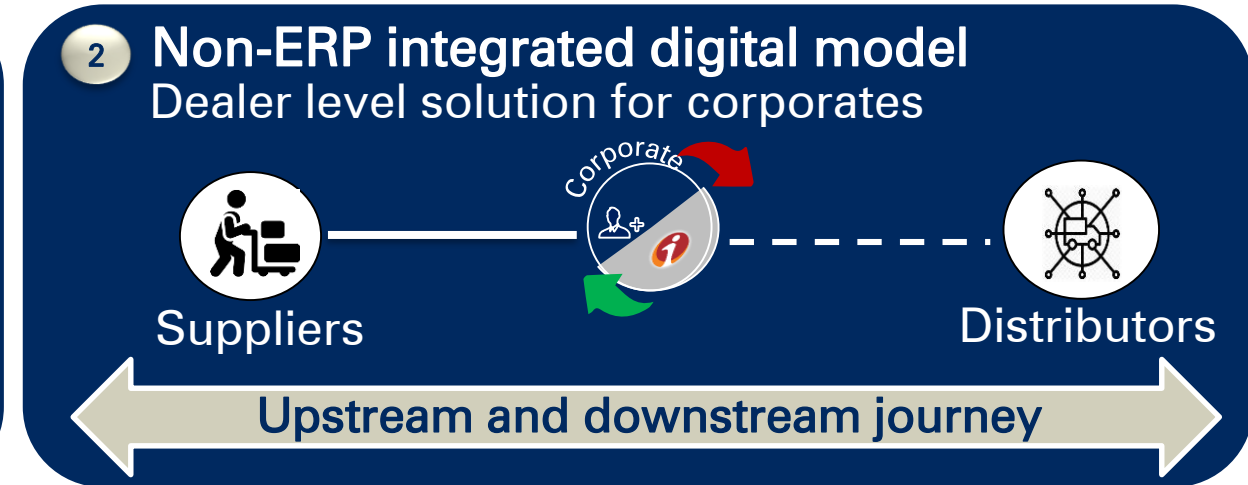 2
Non-ERP integrated digital model
Dealer level solution for corporates
Corporate
Suppliers
Distributors
Upstream and downstream journey